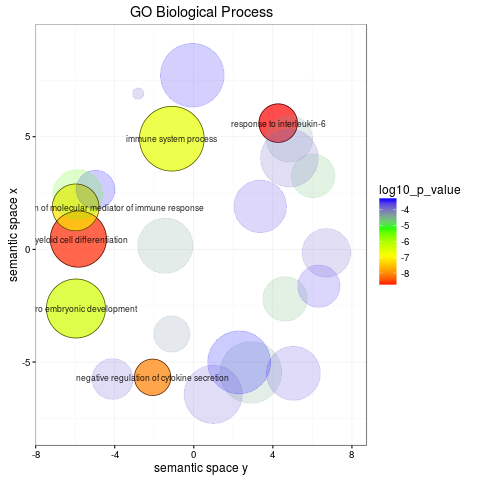 GO Biological Process
response to interleukin-6
immune system process
n of molecular mediator of immune response
yeloid cell differentiation
ro embryonic development
negative regulation of cytokine secretion
5
0
-5
-8
-4
0
4
8
semantic space x
semantic space y
log10_p_value
-4
-5
-6
-7
-8